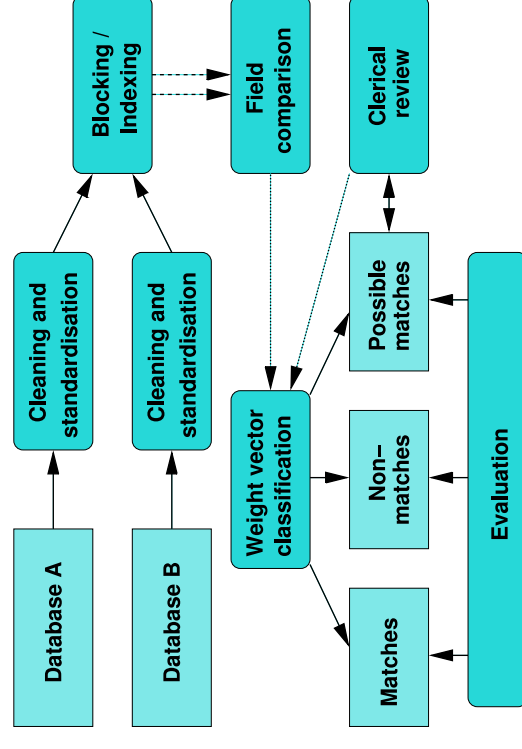 Database A
Cleaning and
standardisation
Database B
Cleaning and
standardisation
Blocking /
Indexing
Field
comparison
Weight vector
classification
Matches
Non−
matches
Possible
matches
Clerical
review
Evaluation